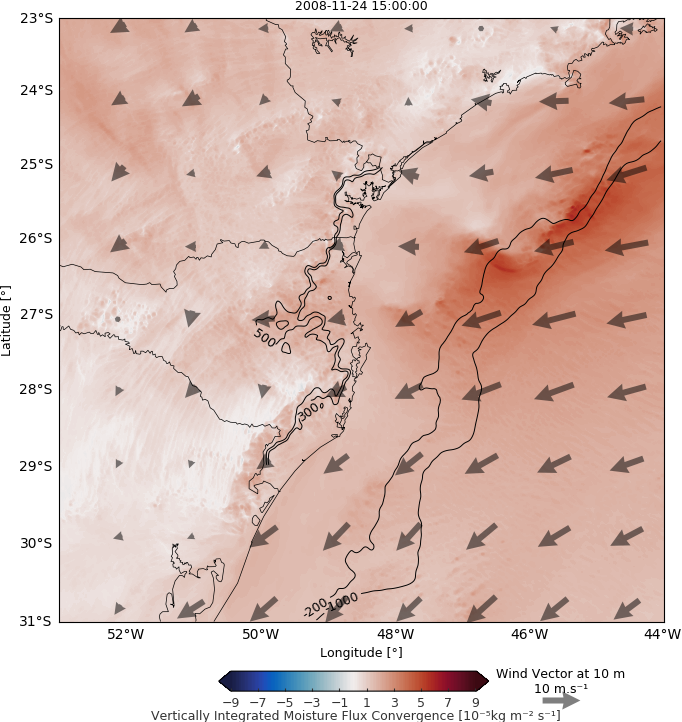 2008-11-24 15:00:00
23°S
24°S
25°S
26°S
27°S
28°S
29°S
30°S
31°S
Latitude [°]
500
300
-200
-1000
52°W 50°W 48°W 46°W 44°W
Longitude [°]
Wind Vector at 10 m
10 m.s⁻¹
−9 −7 −5 −3 −1 1 3 5 7 9
Vertically Integrated Moisture Flux Convergence [10⁻⁵kg m⁻² s⁻¹]